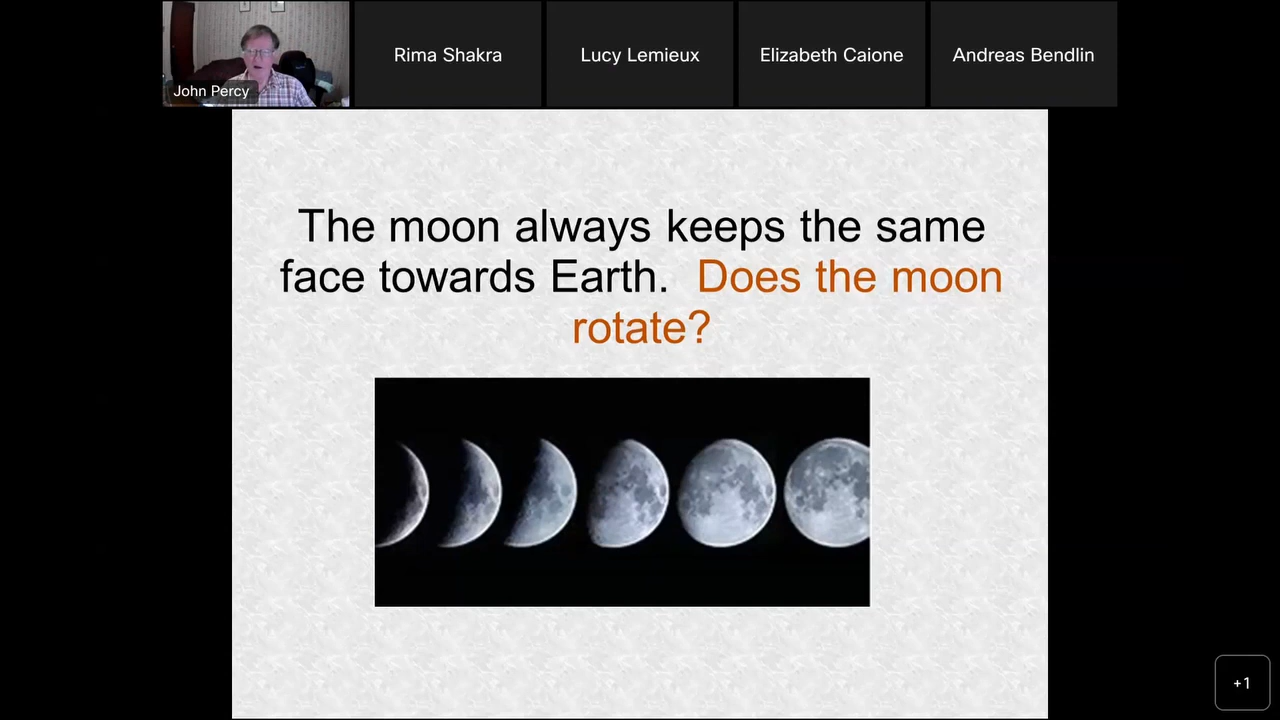 John Percy
Rima Shakra
Lucy Lemieux
Elizabeth Caione
Andreas Bendlin
The moon always keeps the same
face towards Earth. Does the moon
rotate?
+1